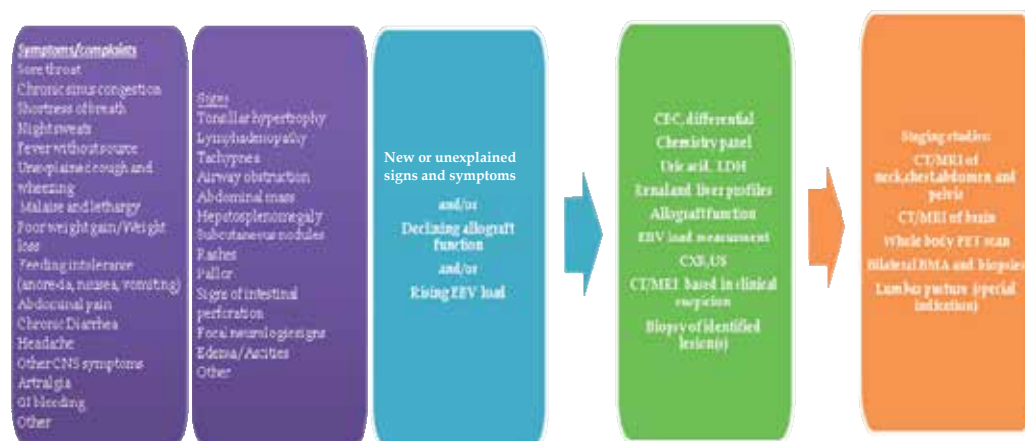 Symptoms/complaints
Sore throat
Chronic sinus congestion
Shortness of breath
Night sweats
Fever without source
Unexplained cough and
wheezing
Malaise and lethargy
Poor weight gain/Weight
loss
Feeding intolerance
(anorexia, nausea, vomiting)
Abdominal pain
Chronic Diarrhea
Headache
Other CNS symptoms
Artralgia
GI bleeding
Other
Signs
Tonsillar hypertrophy
Lymphadenopathy
Tachypnea
Airway obstruction
Abdominal mass
Hepatosplenomegaly
Subcutaneous nodules
Rashes
Pallor
Signs of intestinal
perforation
Focal neurologic signs
Edema/Ascities
Other
New or unexplained
signs and symptoms
and/or
Declining allograft
function
and/or
Rising EBV load
CBC, differential
Chemistry panel
Uric acid, LDH
Renal and liver profiles
Allograft function
EBV load measurment
CXR, US
CT/MRI based in clinical
suspicion
Biopsy of identified
lesion(s)
Staging studies:
CT/MRI of
neck, chest, abdomen and
pelvis
CT/MRI of brain
Whole body PET scan
Bilateral BMA and biopsies
Lumbar puncture (special
indication)